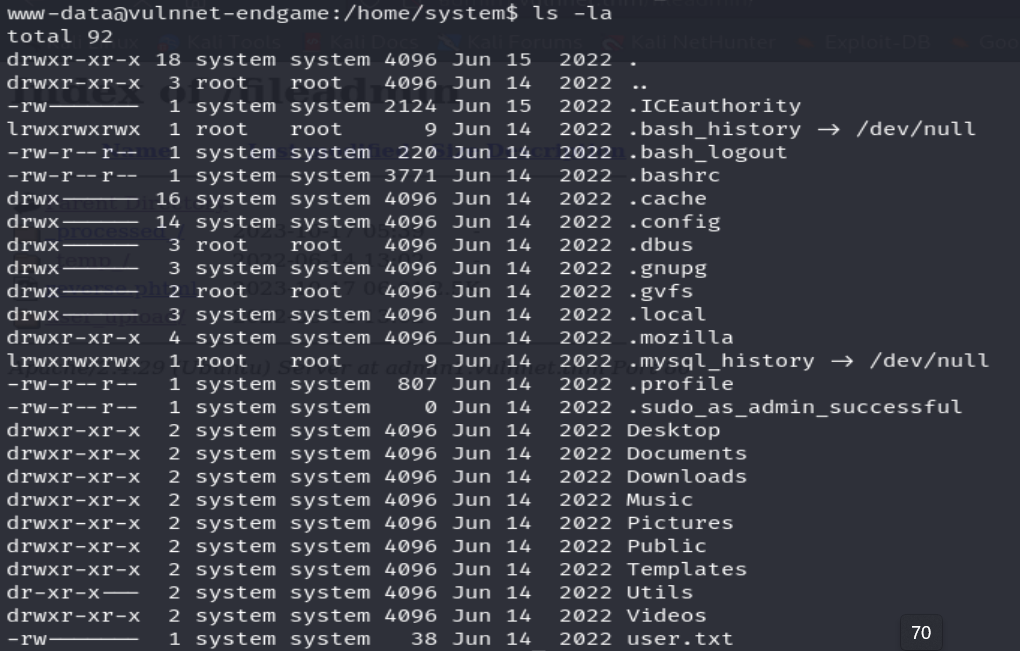 www-data@vulnnet-endgame:/home/system$ ls -la
total 92
drwxr-xr-x 18 system system 4096 Jun 15  2022 .
drwxr-xr-x  3 root   root   4096 Jun 14  2022 ..
-rw-------  1 system system 2124 Jun 15  2022 .ICEauthority
lrwxrwxrwx  1 root   root      9 Jun 14  2022 .bash_history -> /dev/null
-rw-r--r--  1 system system  220 Jun 14  2022 .bash_logout
-rw-r--r--  1 system system 3771 Jun 14  2022 .bashrc
drwx------ 16 system system 4096 Jun 14  2022 .cache
drwx------ 14 system system 4096 Jun 14  2022 .config
drwx------  3 root   root   4096 Jun 14  2022 .dbus
drwx------  3 system system 4096 Jun 14  2022 .gnupg
drwx------  2 root   root   4096 Jun 14  2022 .gvfs
drwx------  3 system system 4096 Jun 14  2022 .local
drwxr-xr-x  4 system system 4096 Jun 14  2022 .mozilla
lrwxrwxrwx  1 root   root      9 Jun 14  2022 .mysql_history -> /dev/null
-rw-r--r--  1 system system  807 Jun 14  2022 .profile
-rw-r--r--  1 system system    0 Jun 14  2022 .sudo_as_admin_successful
drwxr-xr-x  2 system system 4096 Jun 14  2022 Desktop
drwxr-xr-x  2 system system 4096 Jun 14  2022 Documents
drwxr-xr-x  2 system system 4096 Jun 14  2022 Downloads
drwxr-xr-x  2 system system 4096 Jun 14  2022 Music
drwxr-xr-x  2 system system 4096 Jun 14  2022 Pictures
drwxr-xr-x  2 system system 4096 Jun 14  2022 Public
drwxr-xr-x  2 system system 4096 Jun 14  2022 Templates
dr-xr-x---  2 system system 4096 Jun 14  2022 Utils
drwxr-xr-x  2 system system 4096 Jun 14  2022 Videos
-rw-------  1 system system   38 Jun 14  2022 user.txt
70